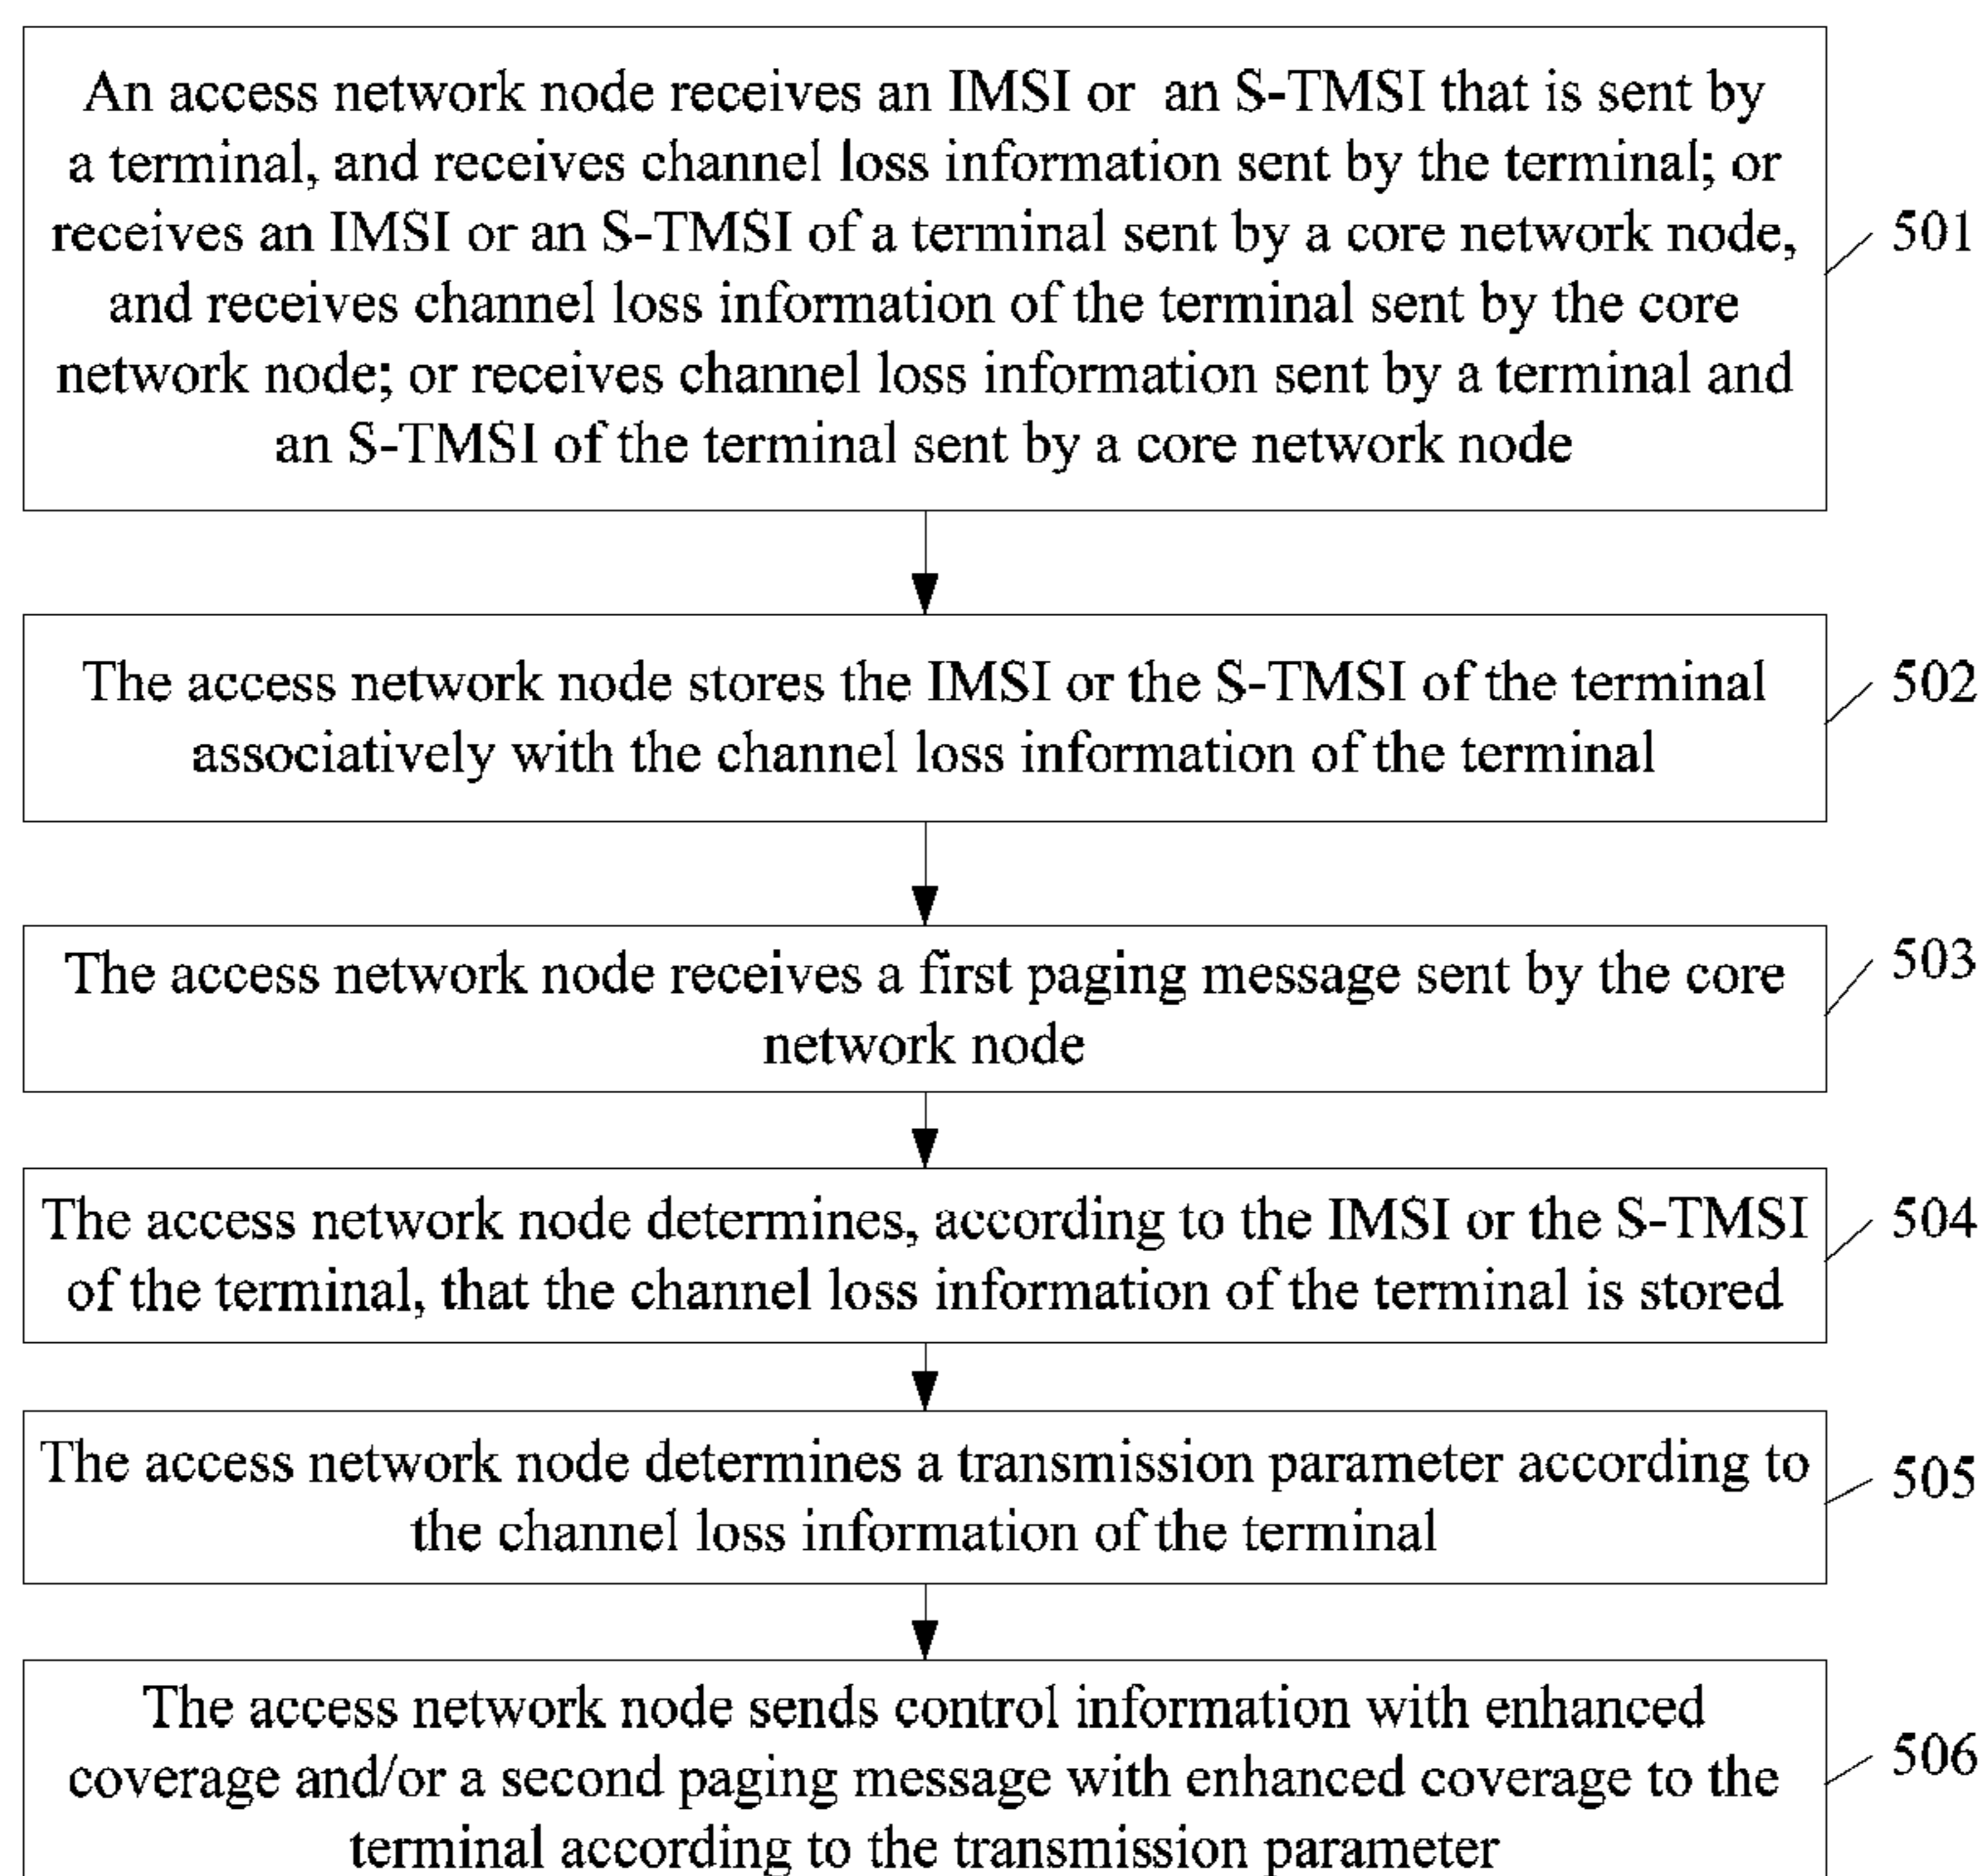 An access network node receives an IMSI or an S-TMSI that is sent by
a terminal, and receives channel loss information sent by the terminal; or
receives an IMSI or an S-TMSI of a terminal sent by a core network node,
and receives channel loss information of the terminal sent by the core
network node; or receives channel loss information sent by a terminal and
an S-TMSI of the terminal sent by a core network node
501
The access network node stores the IMSI or the S-TMSI of the terminal
associatively with the channel loss information of the terminal
502
The access network node receives a first paging message sent by the core
network node
503
The access network node determines, according to the IMSI or the S-TMSI
of the terminal, that the channel loss information of the terminal is stored
504
The access network node determines a transmission parameter according to
the channel loss information of the terminal
505
The access network node sends control information with enhanced
coverage and/or a second paging message with enhanced coverage to the
terminal according to the transmission parameter
506